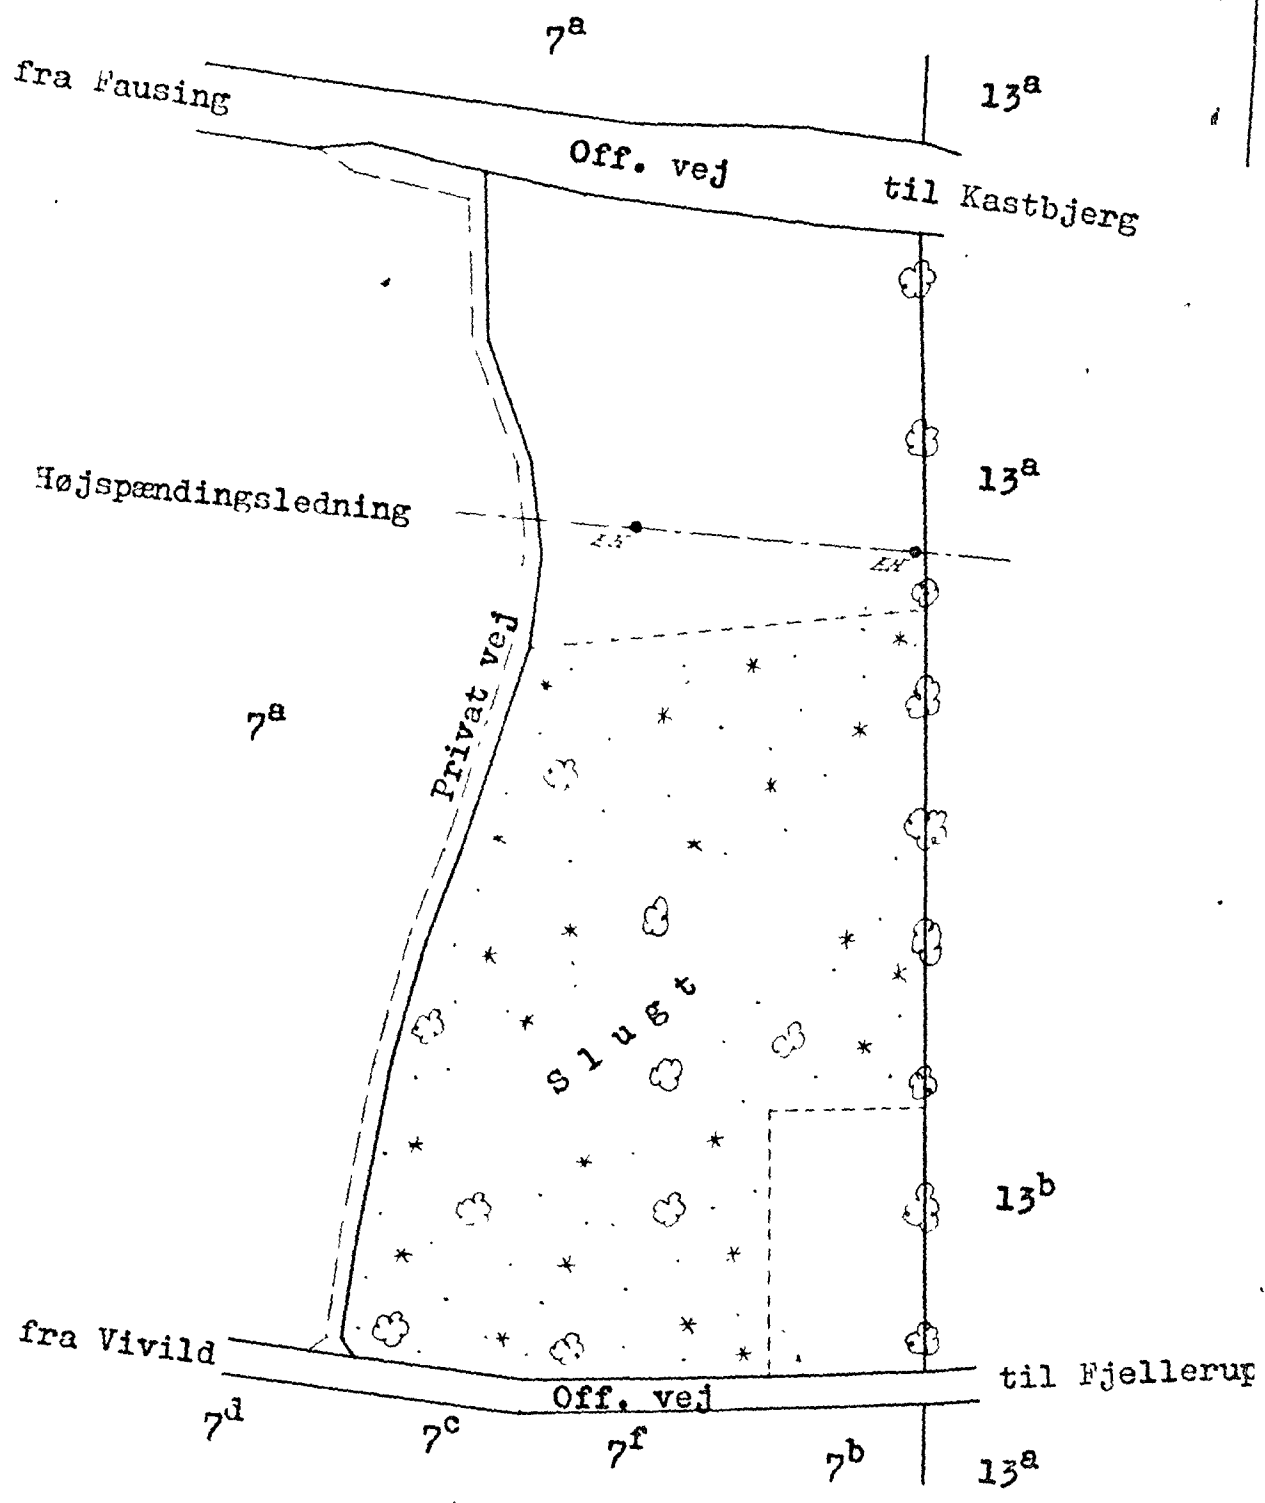 7a
fra Fausing
13a
Off. vej
til Kastbjerg
13a
Højspændingsledning
Privat vej
7a
Slugt
13b
fra Vivild
til Fjellerup
Off. vej
7d
7c
7f
7b
13a